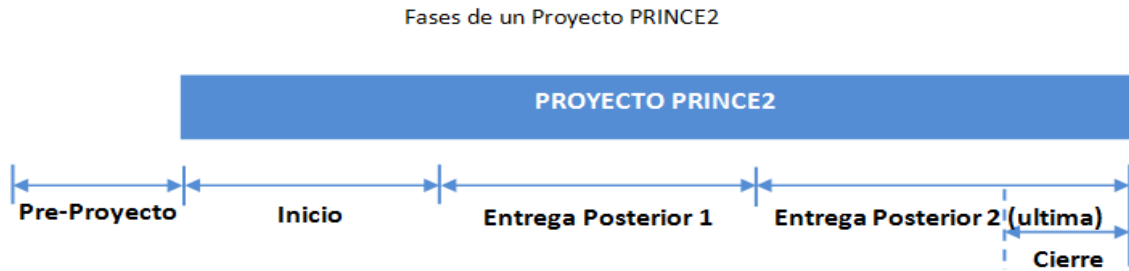 Fases de un Proyecto PRINCE2
PROYECTO PRINCE2
Pre-Proyecto
Inicio
Entrega Posterior 1
Entrega Posterior 2 (ultima)
Cierre